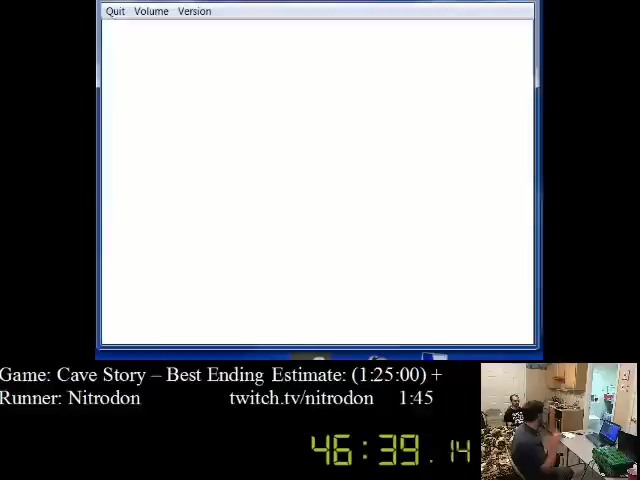 Quit Volume Version
Game: Cave Story – Best Ending Estimate: (1:25:00) +
Runner: Nitrodon twitch.tv/nitrodon 1:45
46:39.14